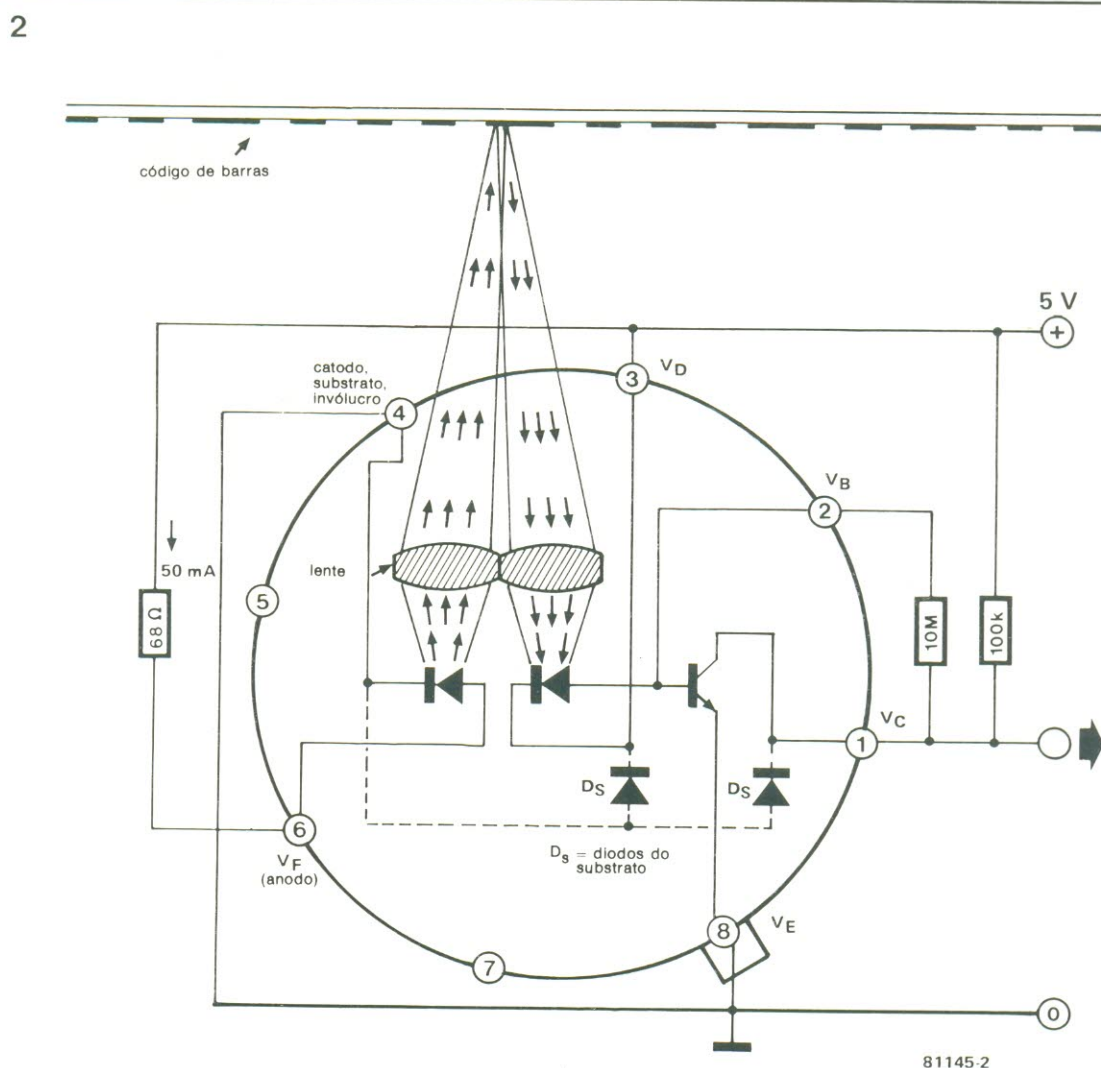 2
código de barras
5 V
+
catodo,
substrato,
invólucro
4
3
V_D
V_B
2
50 mA
lente
5
68 Ω
10M
100k
V_C
1
D_S
D_S
6
V_F
(anodo)
D_s = diodos do
substrato
8
V_E
7
0
81145-2